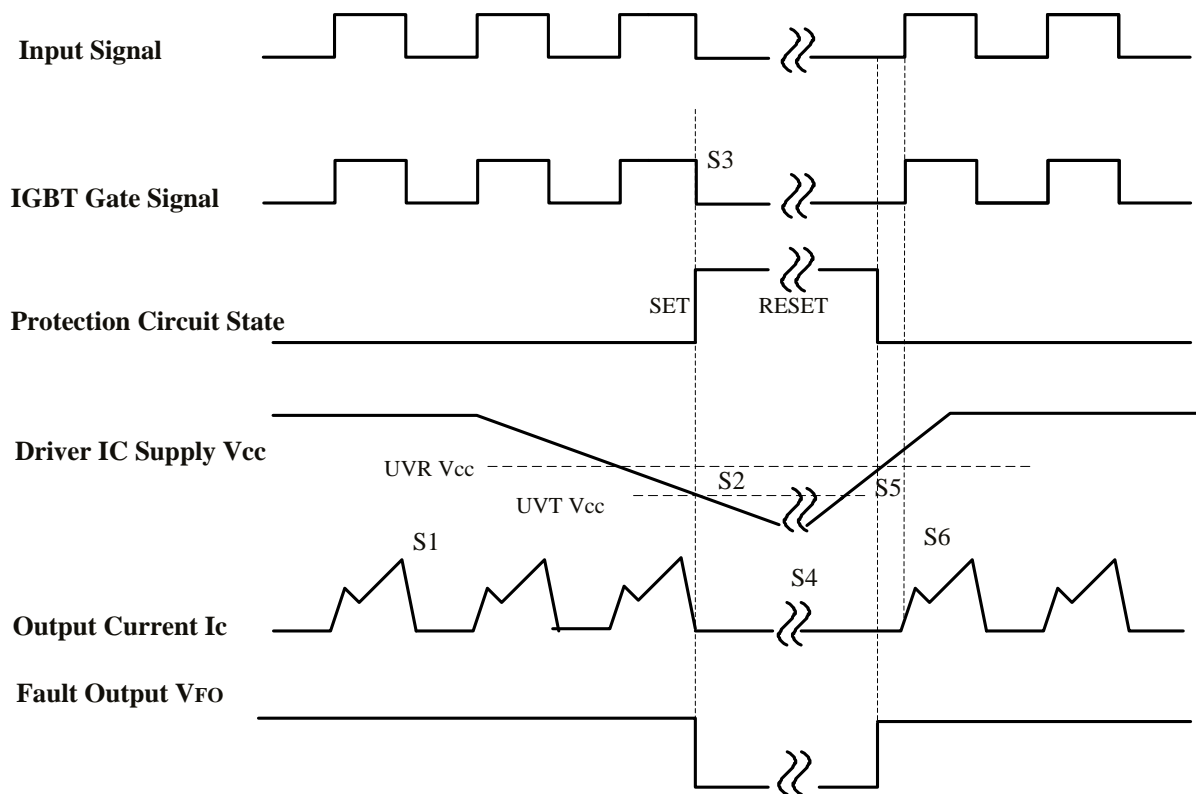 Input Signal
S3
IGBT Gate Signal
SET
RESET
Protection Circuit State
Driver IC Supply Vcc
UVR Vcc
S2
S5
UVT Vcc
S1
S6
S4
Output Current Ic
Fault Output VFO